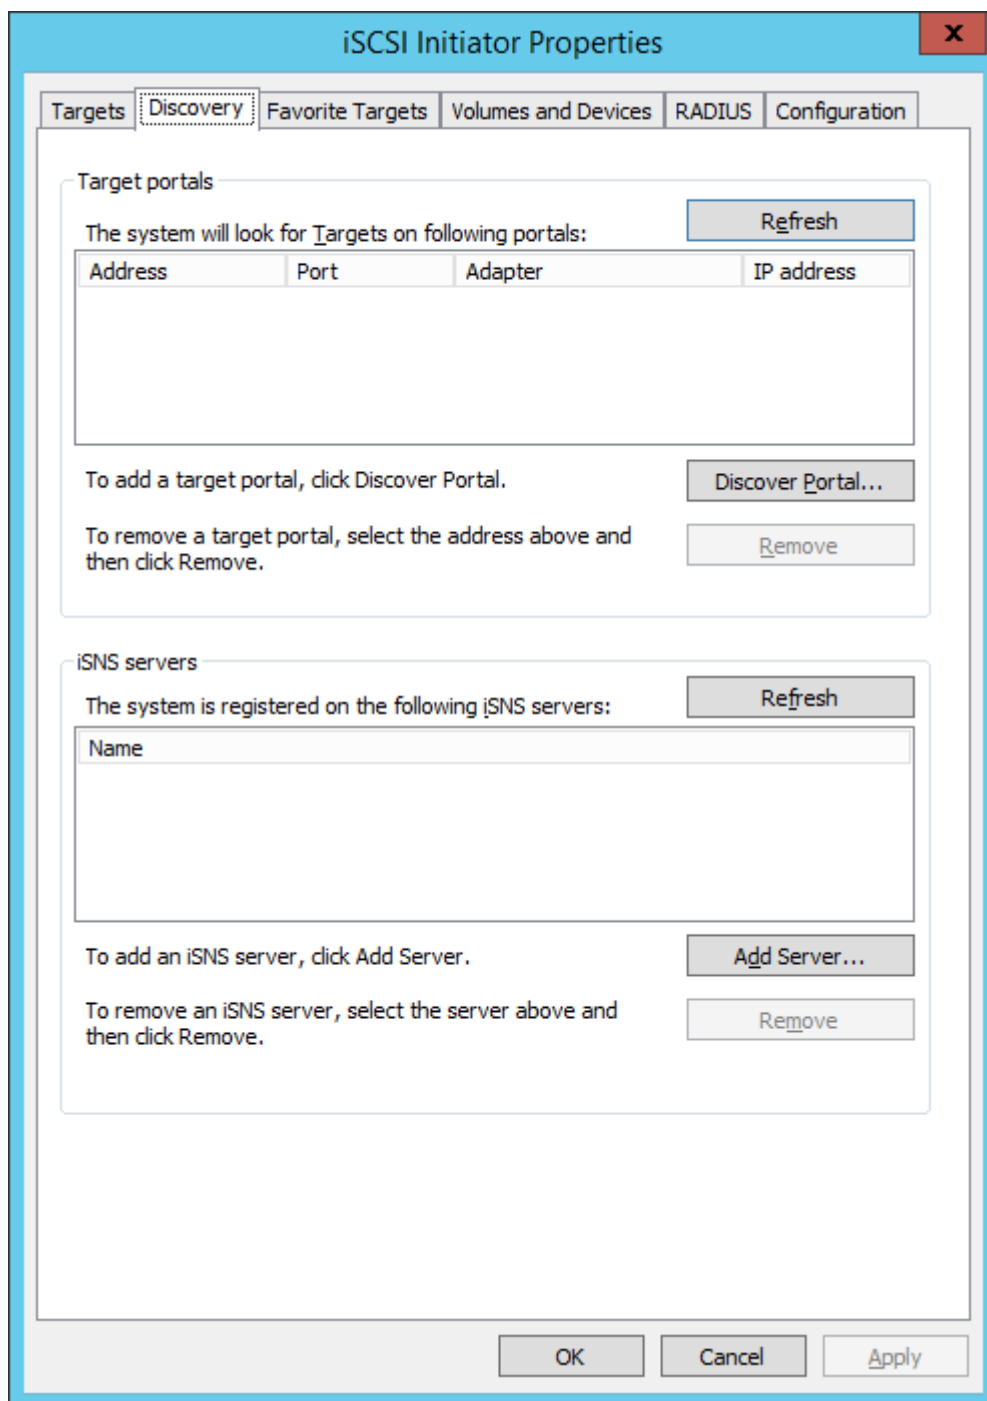 iSCSI Initiator Properties
x
Targets Discovery Favorite Targets Volumes and Devices RADIUS Configuration
Target portals
The system will look for Targets on following portals:
Refresh
Address Port Adapter IP address
To add a target portal, click Discover Portal.
Discover Portal...
To remove a target portal, select the address above and
then click Remove.
Remove
iSNS servers
The system is registered on the following iSNS servers:
Refresh
Name
To add an iSNS server, click Add Server.
Add Server...
To remove an iSNS server, select the server above and
then click Remove.
Remove
OK Cancel Apply